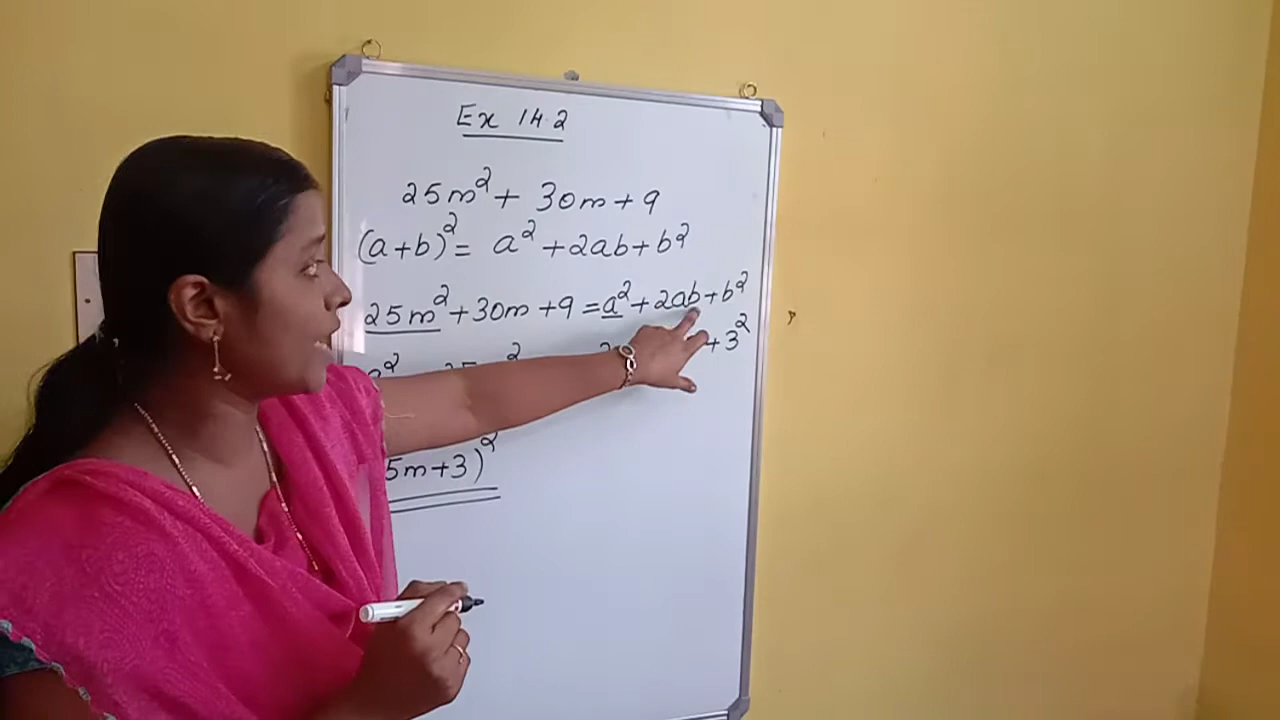 Ex 14.2
25m² + 30m + 9
(a+b)² = a² + 2ab + b²
25m² + 30m + 9 = a² + 2ab + b²
+ 3²
5m+3)²